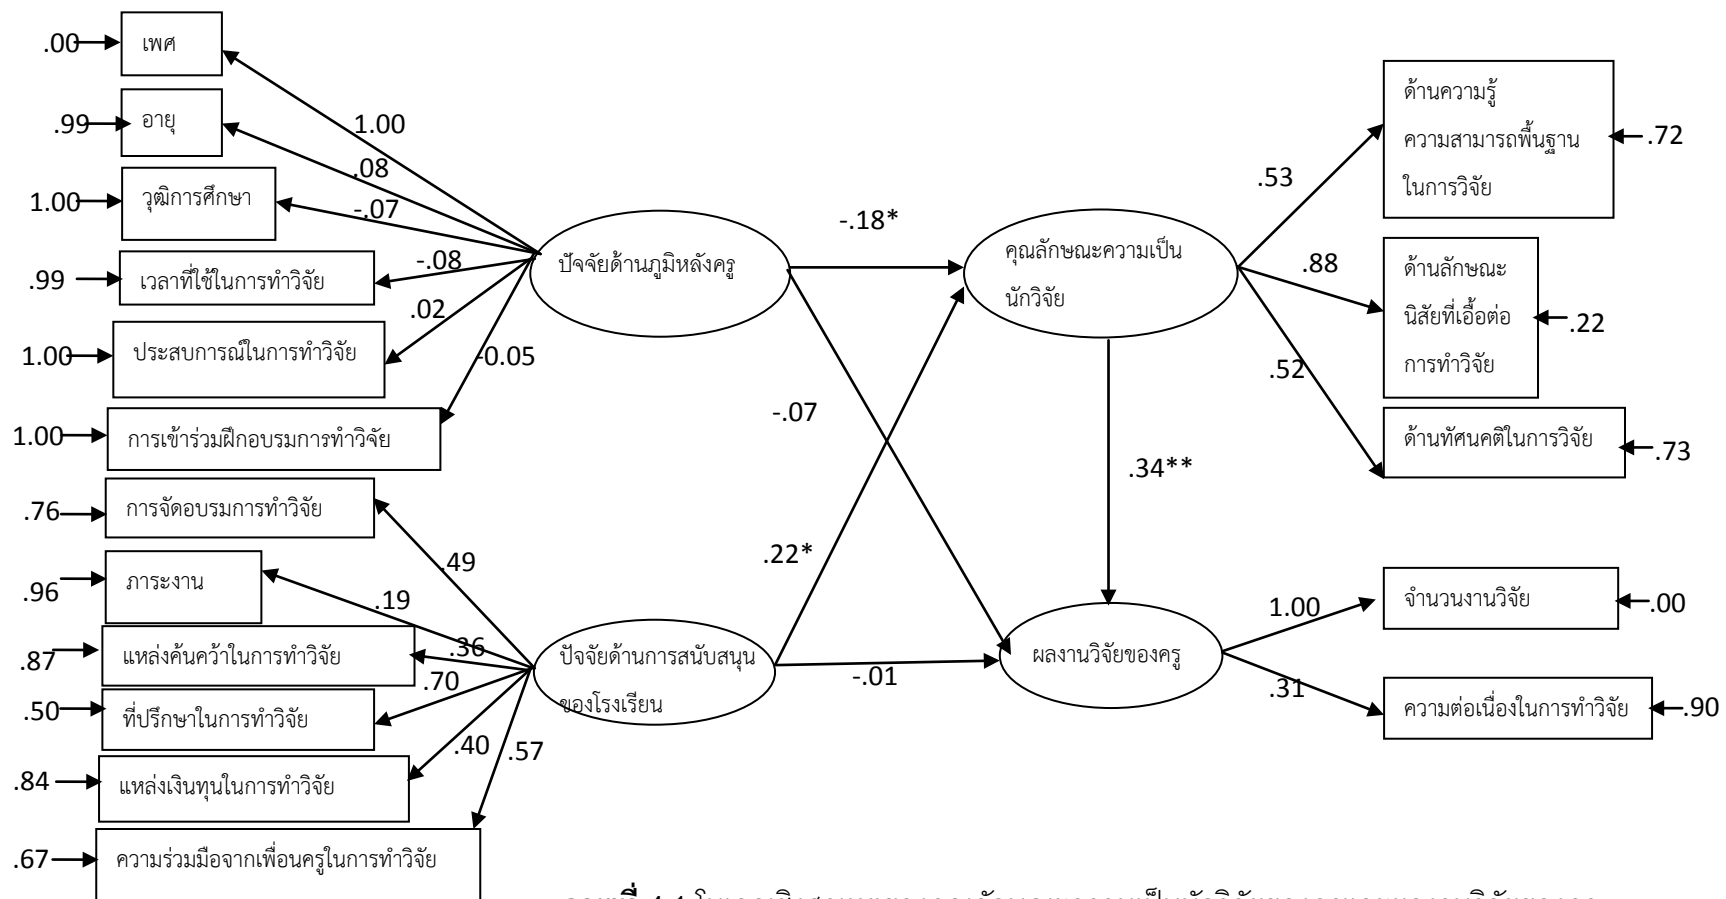 .00
เพศ
.99
อายุ
1.00
วุฒิการศึกษา
.99
เวลาที่ใช้ในการทำวิจัย
1.00
ประสบการณ์ในการทำวิจัย
1.00
การเข้าร่วมฝึกอบรมการทำวิจัย
.76
การจัดอบรมการทำวิจัย
.96
ภาระงาน
.87
แหล่งค้นคว้าในการทำวิจัย
.50
ที่ปรึกษาในการทำวิจัย
.84
แหล่งเงินทุนในการทำวิจัย
.67
ความร่วมมือจากเพื่อนครูในการทำวิจัย
1.00
.08
-.07
-.08
.02
-0.05
.49
.19
.36
.70
.40
.57
ปัจจัยด้านภูมิหลังครู
ปัจจัยด้านการสนับสนุน
ของโรงเรียน
-.18*
-.07
.22*
-.01
คุณลักษณะความเป็น
นักวิจัย
.34**
ผลงานวิจัยของครู
.53
.88
.52
1.00
.31
ด้านความรู้
ความสามารถพื้นฐาน
ในการวิจัย
.72
ด้านลักษณะ
นิสัยที่เอื้อต่อ
การทำวิจัย
.22
ด้านทัศนคติในการวิจัย
.73
จำนวนงานวิจัย
.00
ความต่อเนื่องในการทำวิจัย
.90